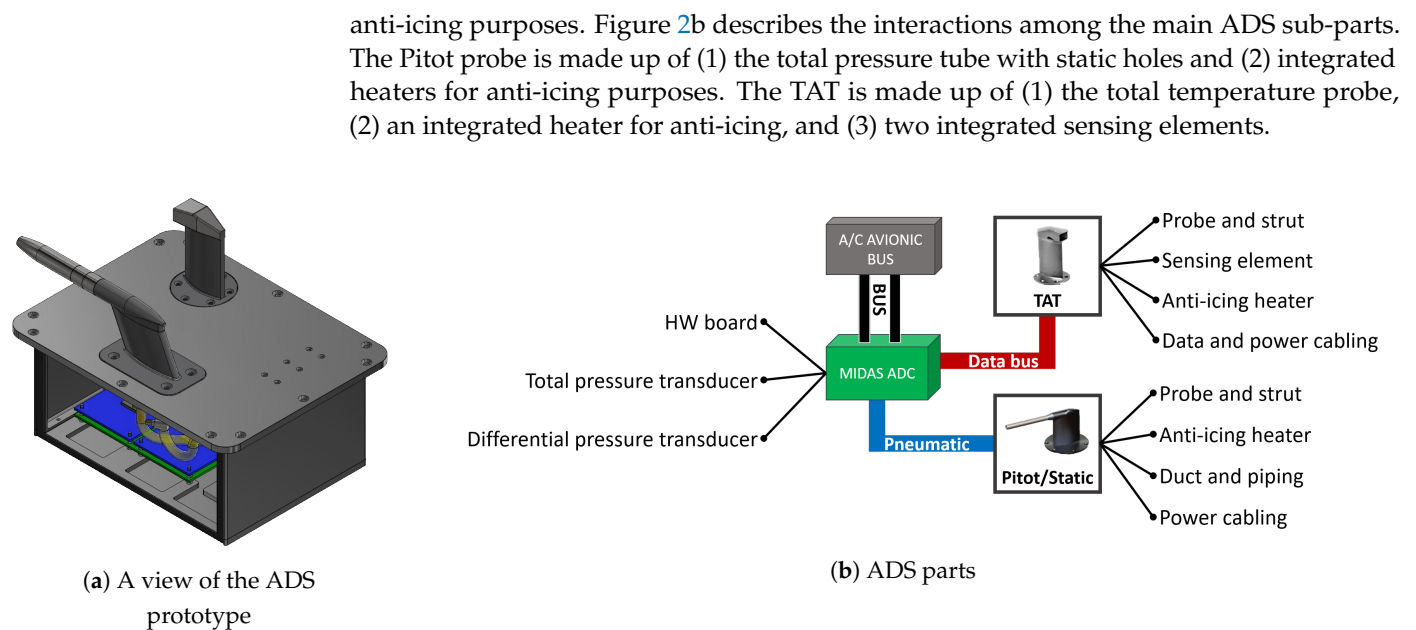 anti-icing purposes. Figure 2b describes the interactions among the main ADS sub-parts.
The Pitot probe is made up of (1) the total pressure tube with static holes and (2) integrated
heaters for anti-icing purposes. The TAT is made up of (1) the total temperature probe,
(2) an integrated heater for anti-icing, and (3) two integrated sensing elements.
A/C AVIONIC
BUS
BUS
HW board
Total pressure transducer
Differential pressure transducer
MIDAS ADC
Data bus
Pneumatic
TAT
Probe and strut
Sensing element
Anti-icing heater
Data and power cabling
Pitot/Static
Probe and strut
Anti-icing heater
Duct and piping
Power cabling
(a) A view of the ADS
prototype
(b) ADS parts